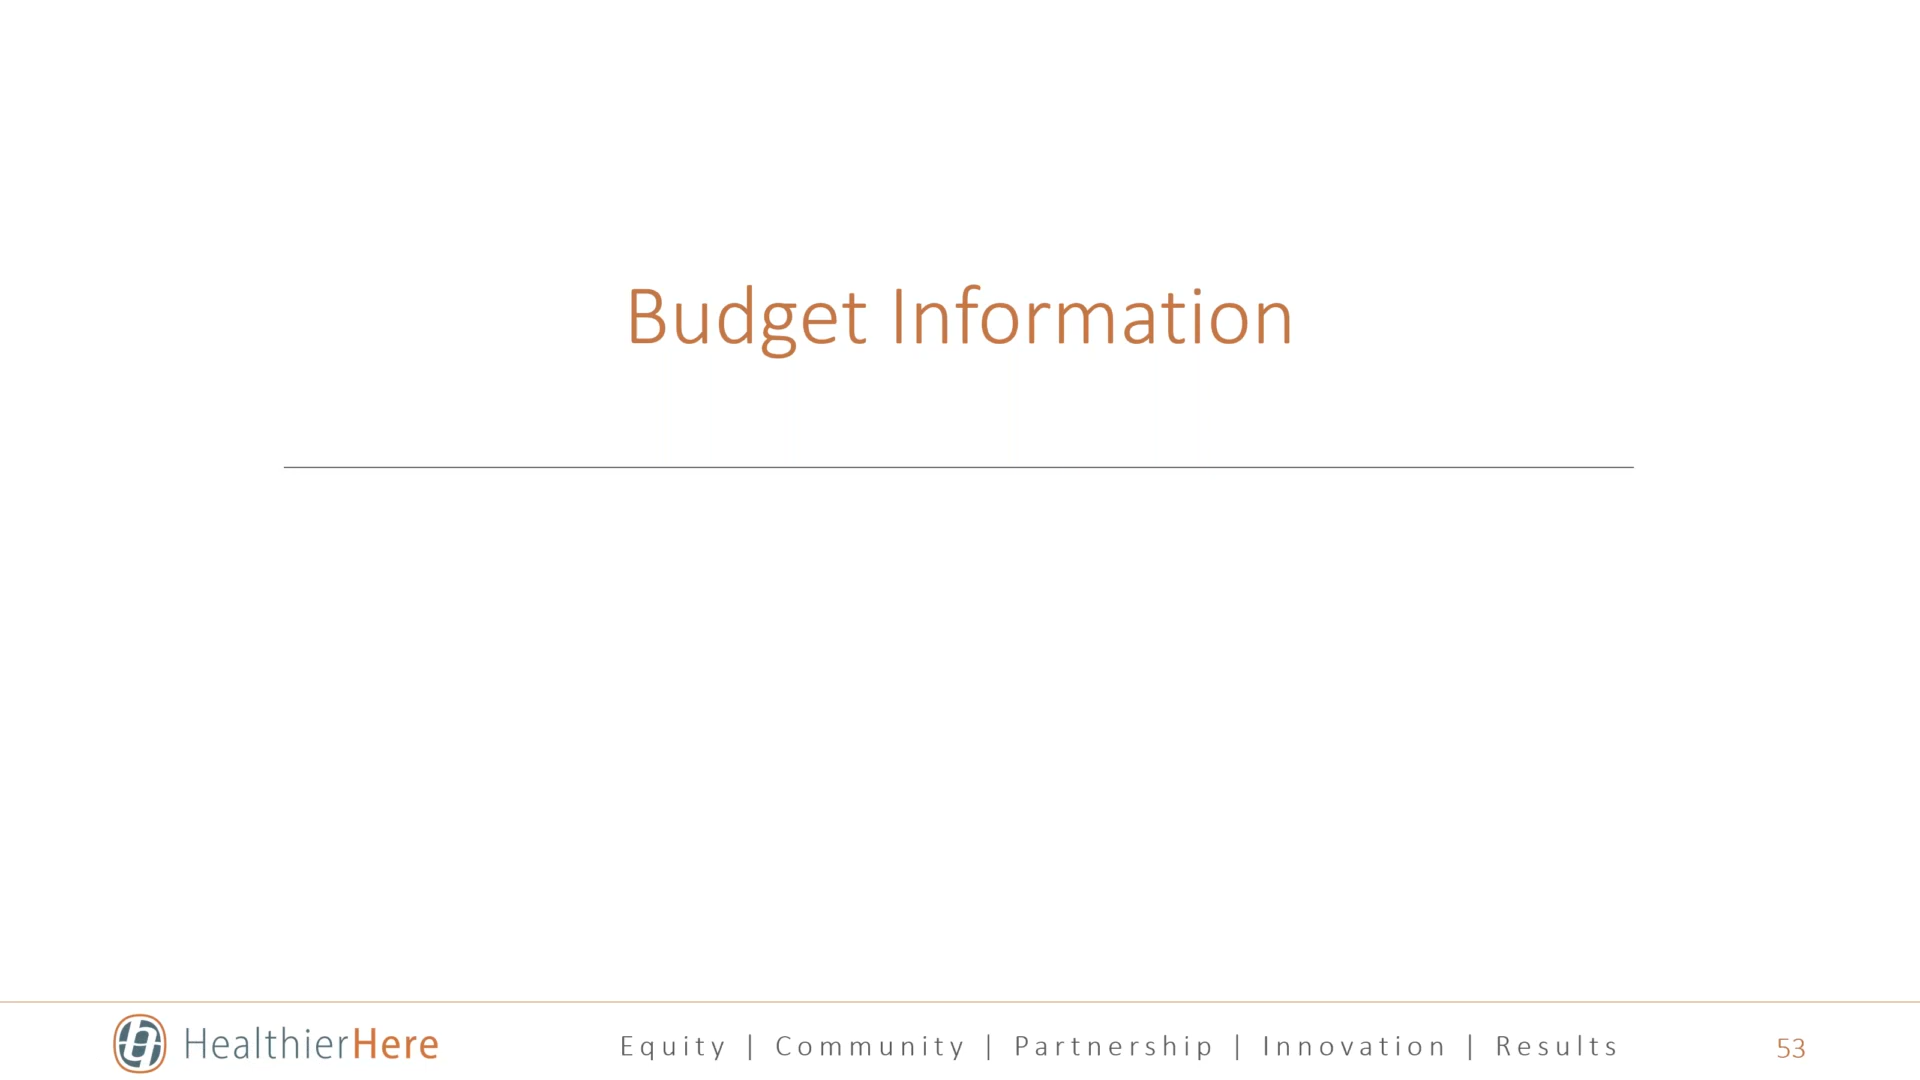 Budget Information
HealthierHere
Equity | Community | Partnership | Innovation | Results
53